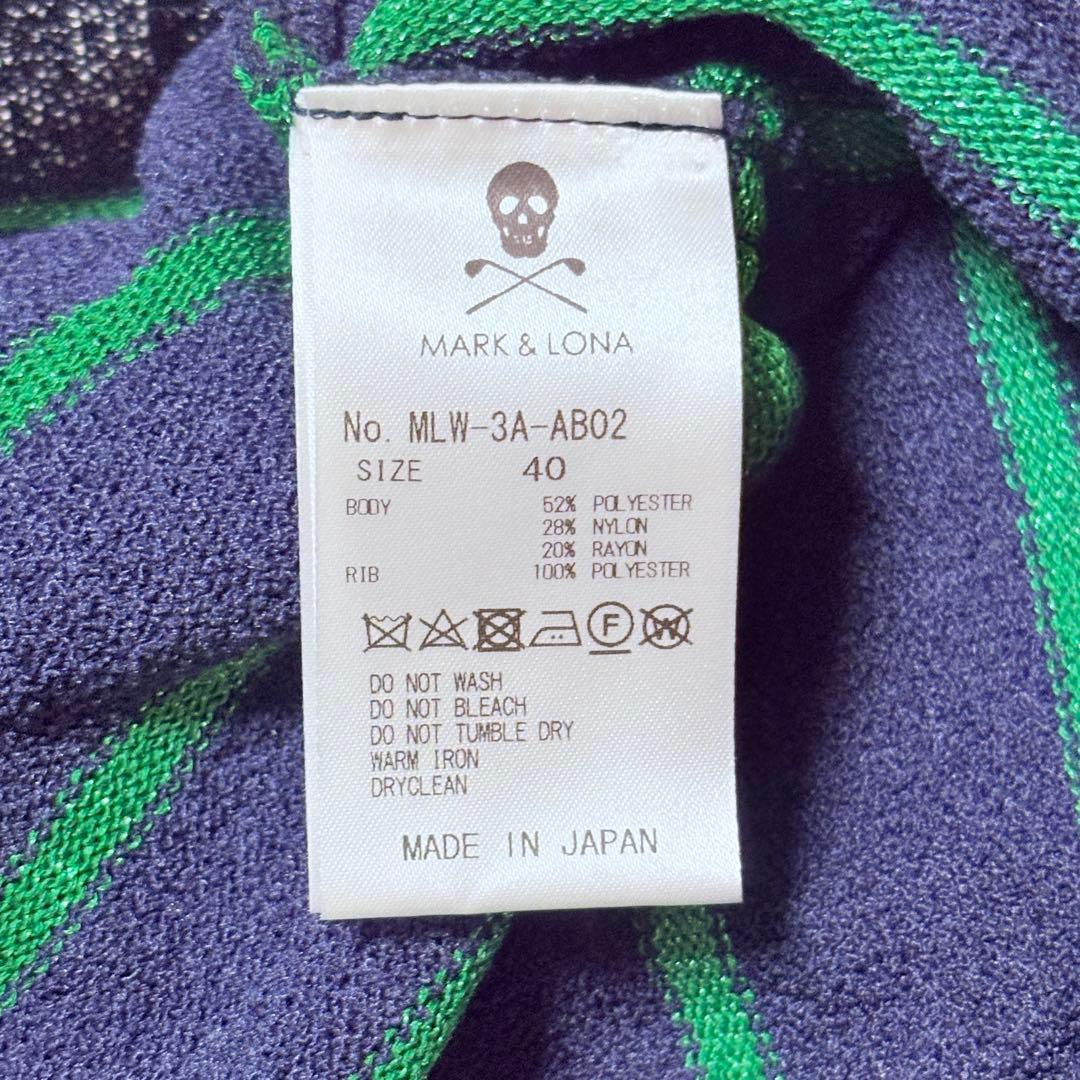 MARK & LONA
No. MLW-3A-AB02
SIZE 40
BODY 52% POLYESTER
28% NYLON
20% RAYON
RIB 100% POLYESTER
F W
DO NOT WASH
DO NOT BLEACH
DO NOT TUMBLE DRY
WARM IRON
DRYCLEAN
MADE IN JAPAN